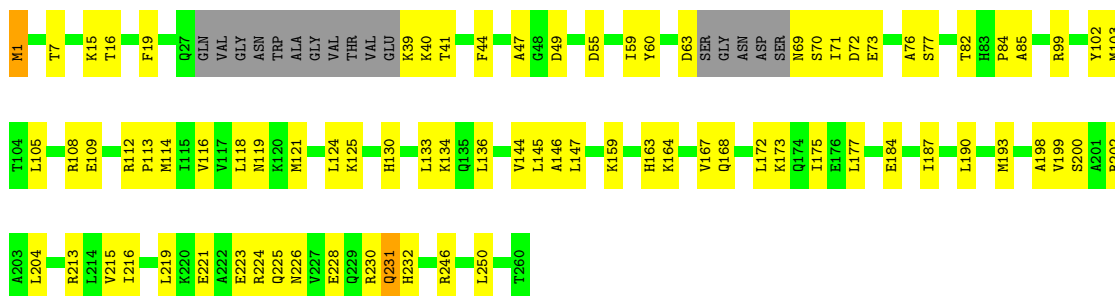 M1 T7 K15 T16 F19 Q27 GLN VAL GLY ASN TRP ALA GLY VAL THR VAL GLU K39 K40 T41 F44 A47 G48 D49 D55 I59 Y60 D63 SER GLY ASN ASP SER N69 S70 I71 D72 E73 A76 S77 T82 H83 P84 A85 R99 Y102 M103
T104 L105 R108 E109 R112 P113 M114 I115 V116 V117 L118 N119 K120 M121 L124 K125 H130 L133 K134 Q135 L136 V144 L145 A146 L147 K159 H163 K164 V167 Q168 L172 K173 Q174 I175 E176 L177 E184 I187 L190 M193 A198 V199 S200 A201
A203 L204 R213 L214 V215 I216 L219 K220 E221 A222 E223 R224 Q225 N226 V227 E228 Q229 R230 Q231 H232 R246 L250 T260